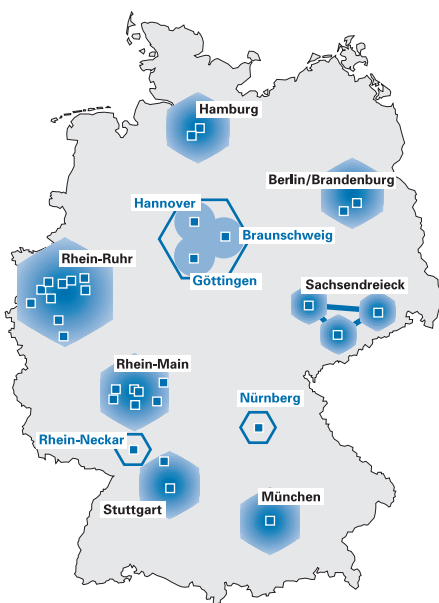 Hamburg
Berlin/Brandenburg
Hannover
Braunschweig
Rhein-Ruhr
Göttingen
Sachsendreieck
Rhein-Main
Nürnberg
Rhein-Neckar
München
Stuttgart